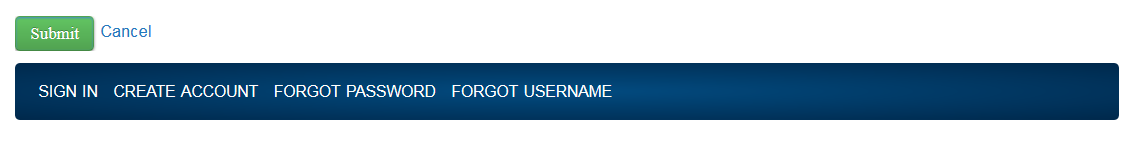 Submit Cancel
SIGN IN CREATE ACCOUNT FORGOT PASSWORD FORGOT USERNAME